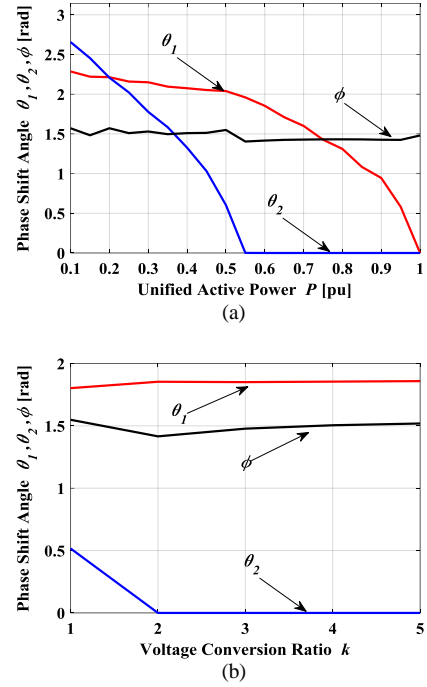 Phase Shift Angle θ1, θ2, ϕ [rad]
3
2.5
2
1.5
1
0.5
0
θ1
ϕ
θ2
0.1 0.2 0.3 0.4 0.5 0.6 0.7 0.8 0.9 1
Unified Active Power P [pu]
(a)
Phase Shift Angle θ1, θ2, ϕ [rad]
2
1.5
1
0.5
0
θ1
ϕ
θ2
1 2 3 4 5
Voltage Conversion Ratio k
(b)